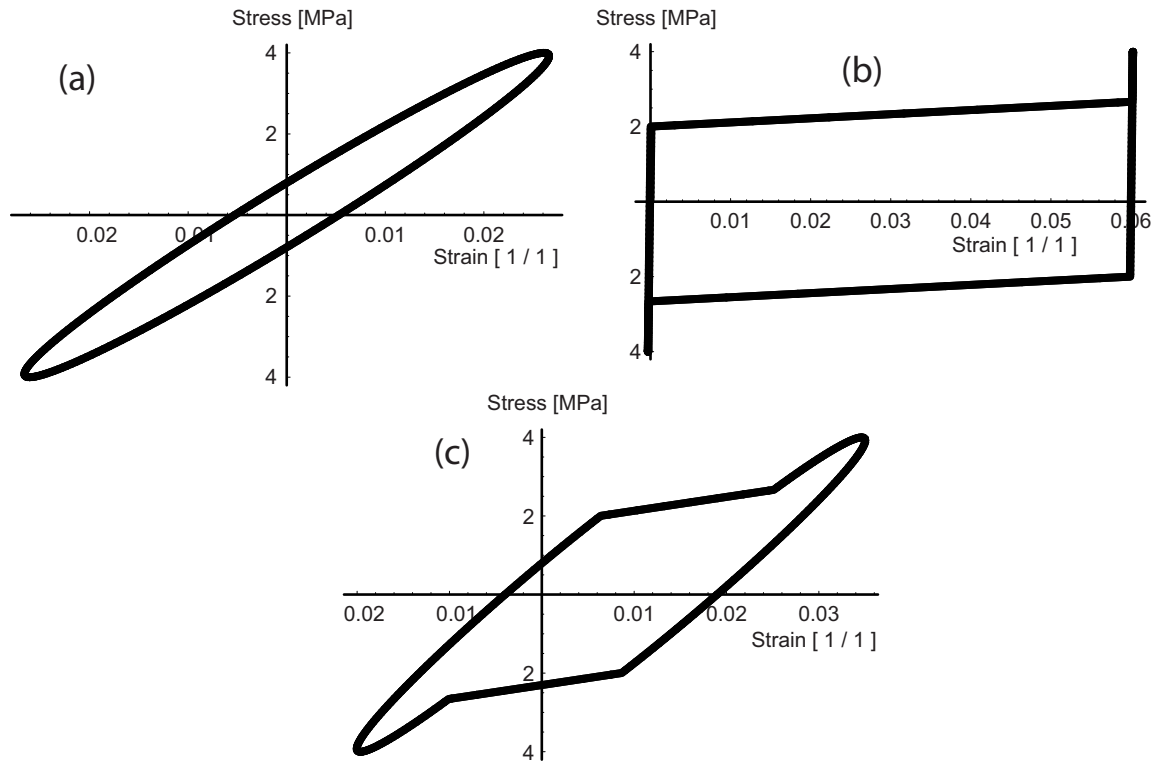 Stress [MPa]
(a)
4
2
0.02 0.01 0.01 0.02
Strain [ 1 / 1 ]
2
4
Stress [MPa]
(b)
4
2
0.01 0.02 0.03 0.04 0.05 0.06
Strain [ 1 / 1 ]
2
4
Stress [MPa]
(c)
4
2
0.02 0.01 0.01 0.02 0.03
Strain [ 1 / 1 ]
2
4